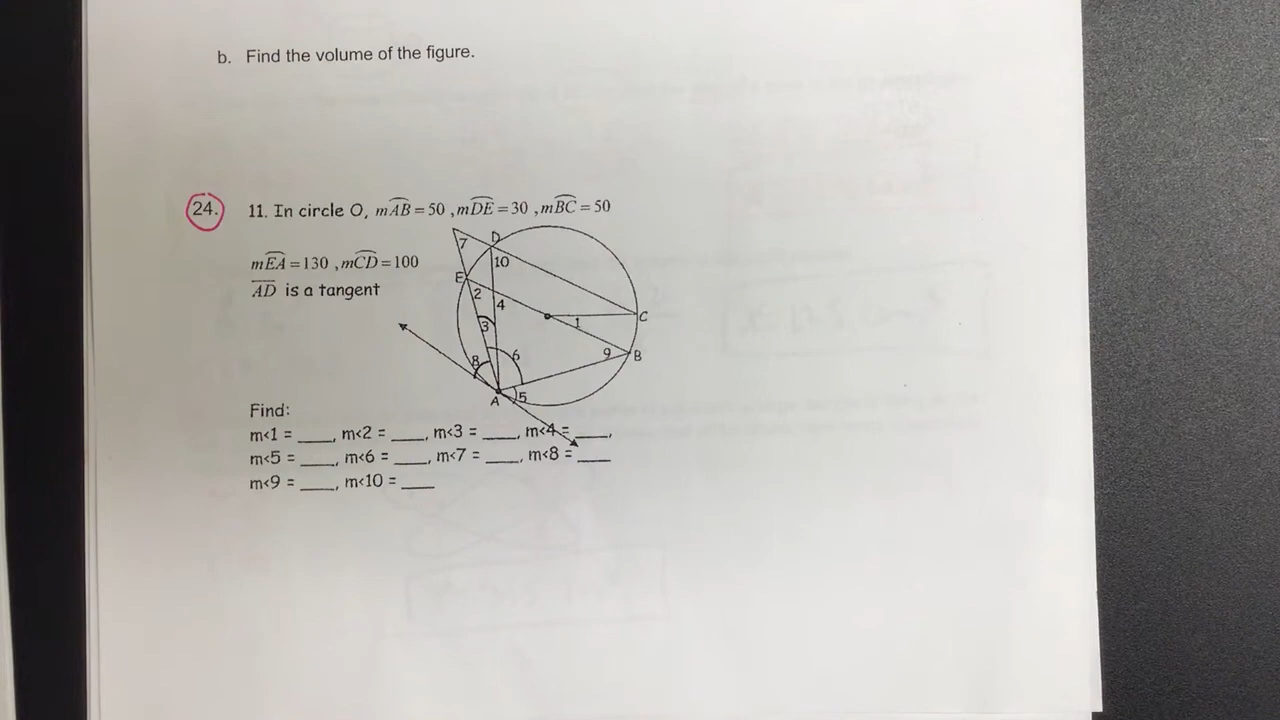 b. Find the volume of the figure.
24. 11. In circle O, mAB = 50 , mDE = 30 , mBC = 50
mEA = 130 , mCD = 100
AD is a tangent
7 D
10
E
2
4
3
1 C
8 6 9 B
A 5
Find:
m<1 = ____, m<2 = ____, m<3 = ____, m<4 = ____,
m<5 = ____, m<6 = ____, m<7 = ____, m<8 = ____
m<9 = ____, m<10 = ____